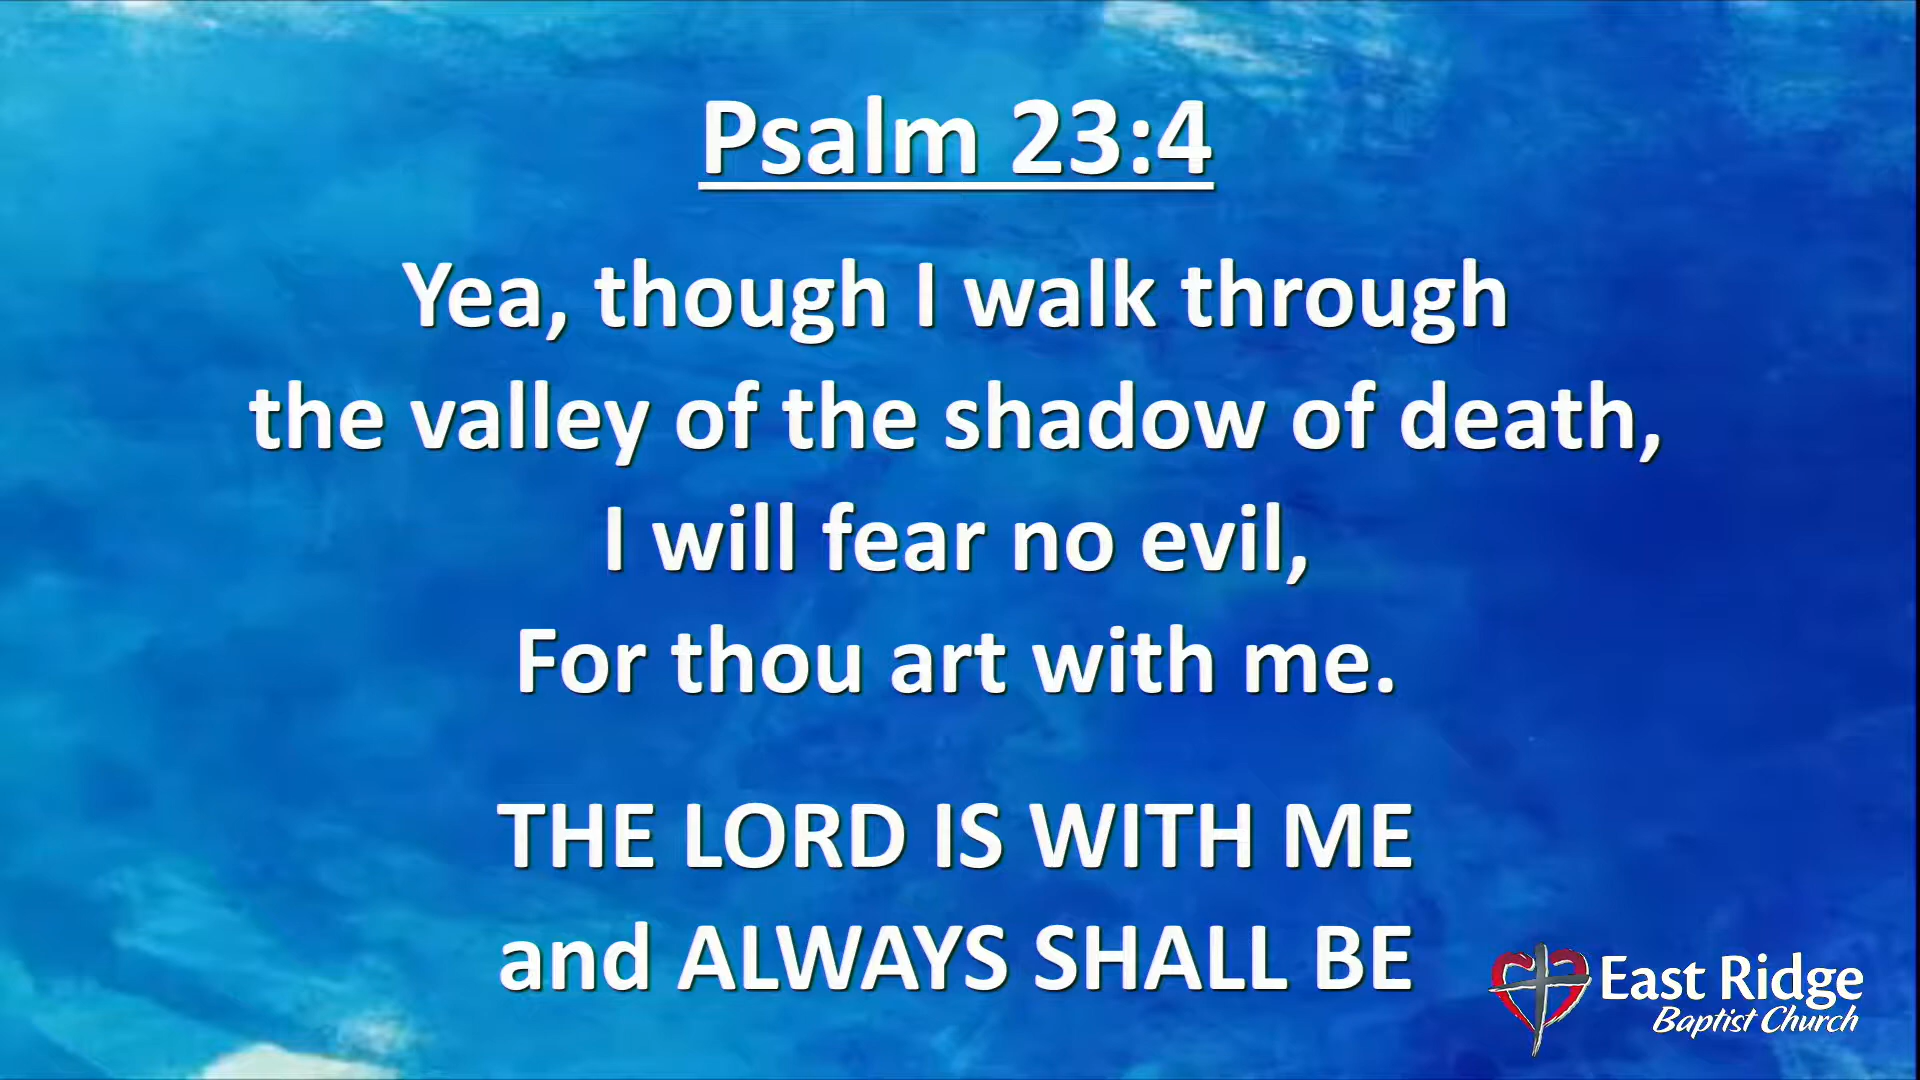 Psalm 23:4
Yea, though I walk through
the valley of the shadow of death,
I will fear no evil,
For thou art with me.
THE LORD IS WITH ME
and ALWAYS SHALL BE
East Ridge
Baptist Church